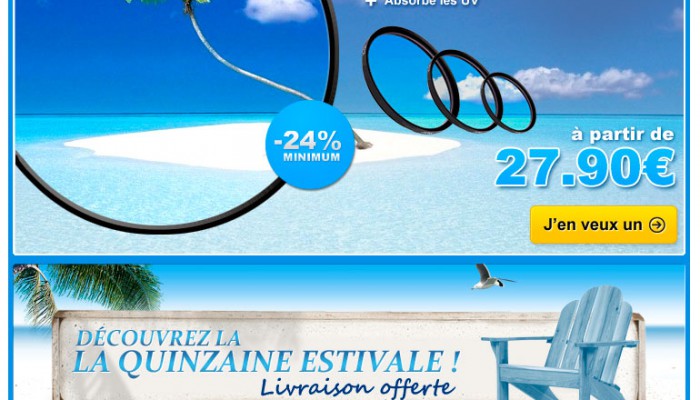 + Absorbe les UV
-24%
MINIMUM
à partir de
27.90€
J'en veux un
DÉCOUVREZ LA
LA QUINZAINE ESTIVALE !
Livraison offerte